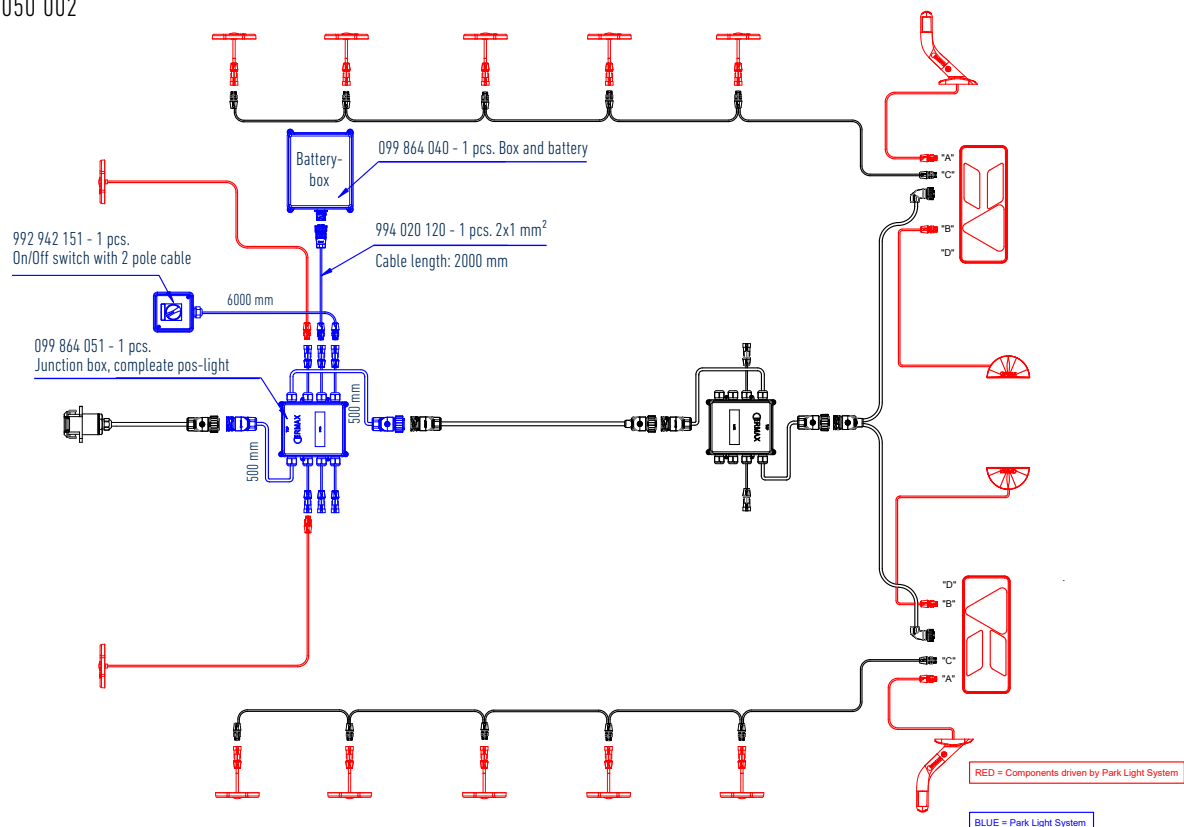 050 002
Battery-
box
099 864 040 - 1 pcs. Box and battery
992 942 151 - 1 pcs.
On/Off switch with 2 pole cable
994 020 120 - 1 pcs. 2x1 mm²
Cable length: 2000 mm
6000 mm
099 864 051 - 1 pcs.
Junction box, compleate pos-light
500 mm
500 mm
ERMAX
ERMAX
"A"
"C"
"B"
"D"
"D"
"B"
"C"
"A"
RED = Components driven by Park Light System
BLUE = Park Light System